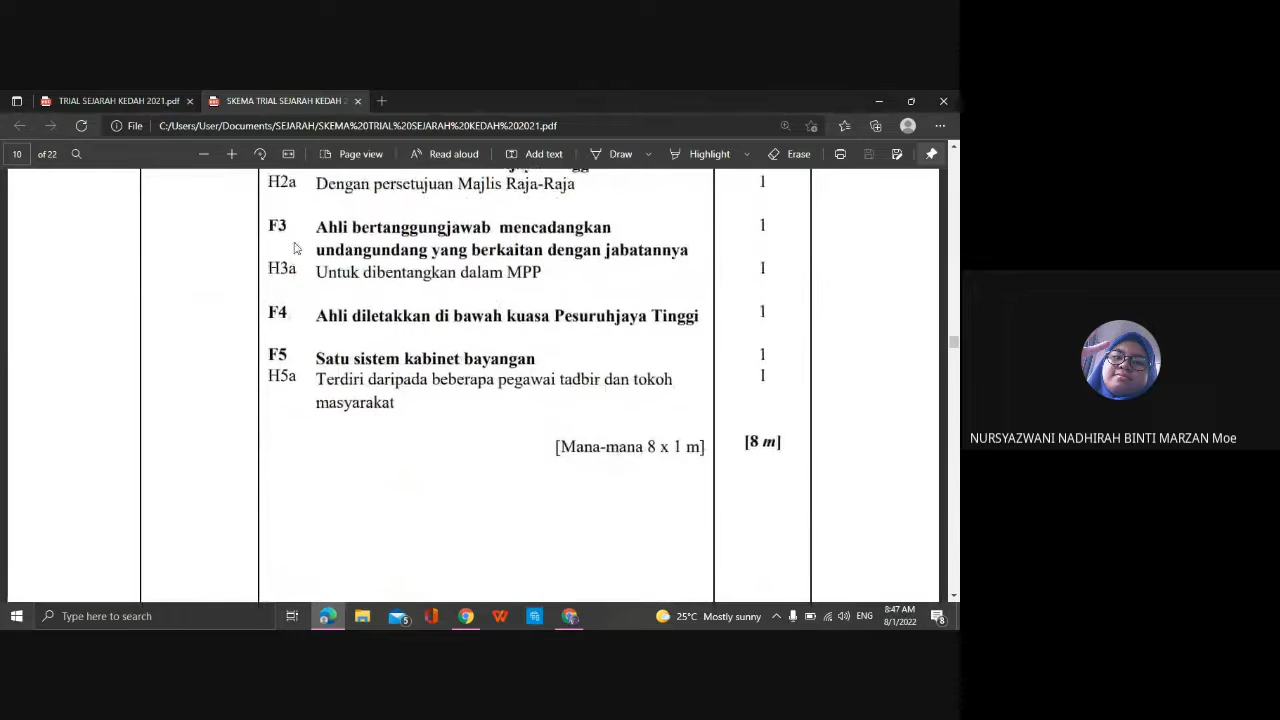 TRIAL SEJARAH KEDAH 2021.pdf
SKEMA TRIAL SEJARAH KEDAH 2
File
C:/Users/User/Documents/SEJARAH/SKEMA%20TRIAL%20SEJARAH%20KEDAH%202021.pdf
10 of 22 Page view Read aloud Add text Draw Highlight Erase
H2a Dengan persetujuan Majlis Raja-Raja 1
F3 Ahli bertanggungjawab mencadangkan 1
undangundang yang berkaitan dengan jabatannya
H3a Untuk dibentangkan dalam MPP 1
F4 Ahli diletakkan di bawah kuasa Pesuruhjaya Tinggi 1
F5 Satu sistem kabinet bayangan 1
H5a Terdiri daripada beberapa pegawai tadbir dan tokoh 1
masyarakat
[Mana-mana 8 x 1 m] [8 m]
NURSYAZWANI NADHIRAH BINTI MARZAN Moe
Type here to search
5
25°C Mostly sunny
ENG
8:47 AM
8/1/2022
8